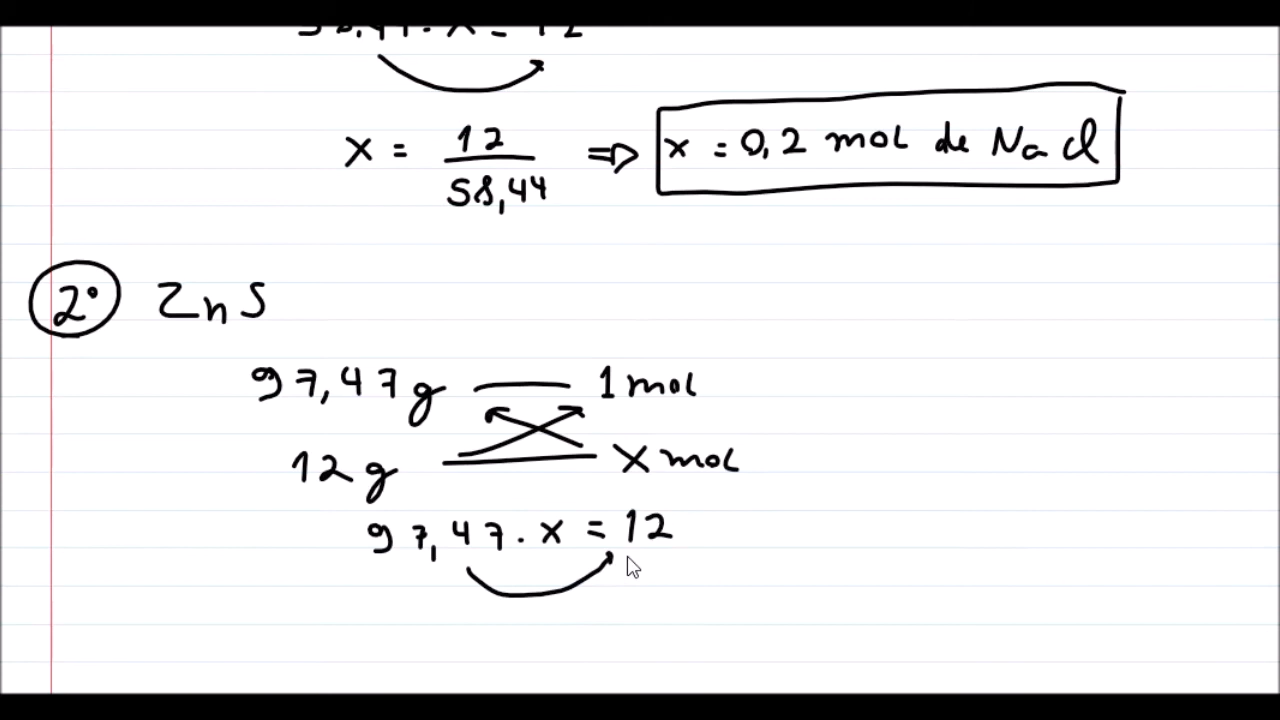 x = 12 / 58,44 ⇒ x = 0,2 mol de NaCl
2° ZnS
97,47g — 1 mol
12g — x mol
97,47 . x = 12